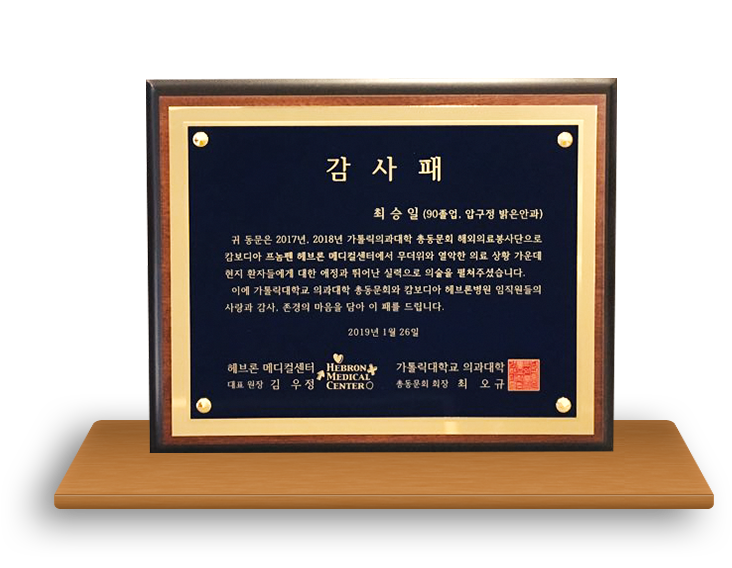 감 사 패
최 승 일 (90졸업, 압구정 밝은안과)
귀 동문은 2017년, 2018년 가톨릭의과대학 총동문회 해외의료봉사단으로
캄보디아 프놈펜 헤브론 메디컬센터에서 무더위와 열악한 의료 상황 가운데
현지 환자들에게 대한 애정과 뛰어난 실력으로 의술을 펼쳐주셨습니다.
이에 가톨릭대학교 의과대학 총동문회와 캄보디아 헤브론병원 임직원들의
사랑과 감사, 존경의 마음을 담아 이 패를 드립니다.
2019년 1월 26일
헤브론 메디컬센터
대표 원장 김 우 정
HEBRON
MEDICAL
CENTER
가톨릭대학교 의과대학
총동문회 회장 최 오 규